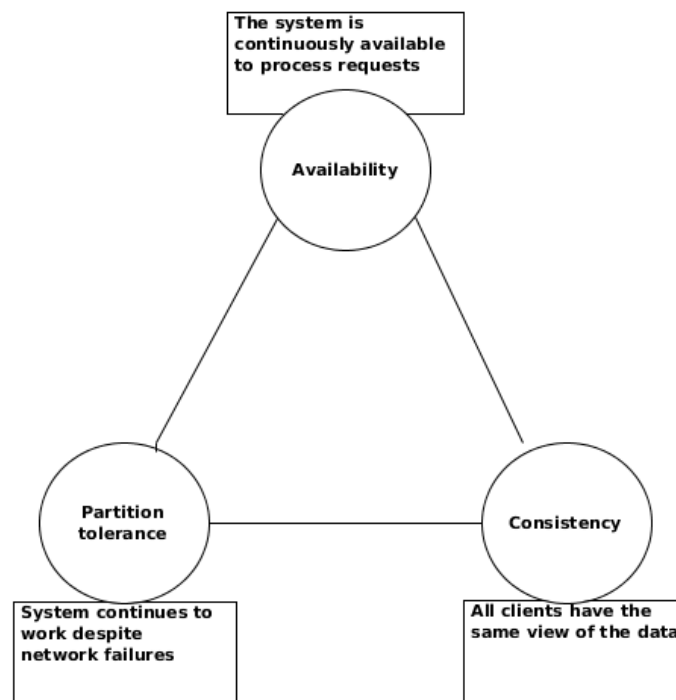 The system is
continuously available
to process requests
Availability
Partition
tolerance
Consistency
System continues to
work despite
network failures
All clients have the
same view of the data